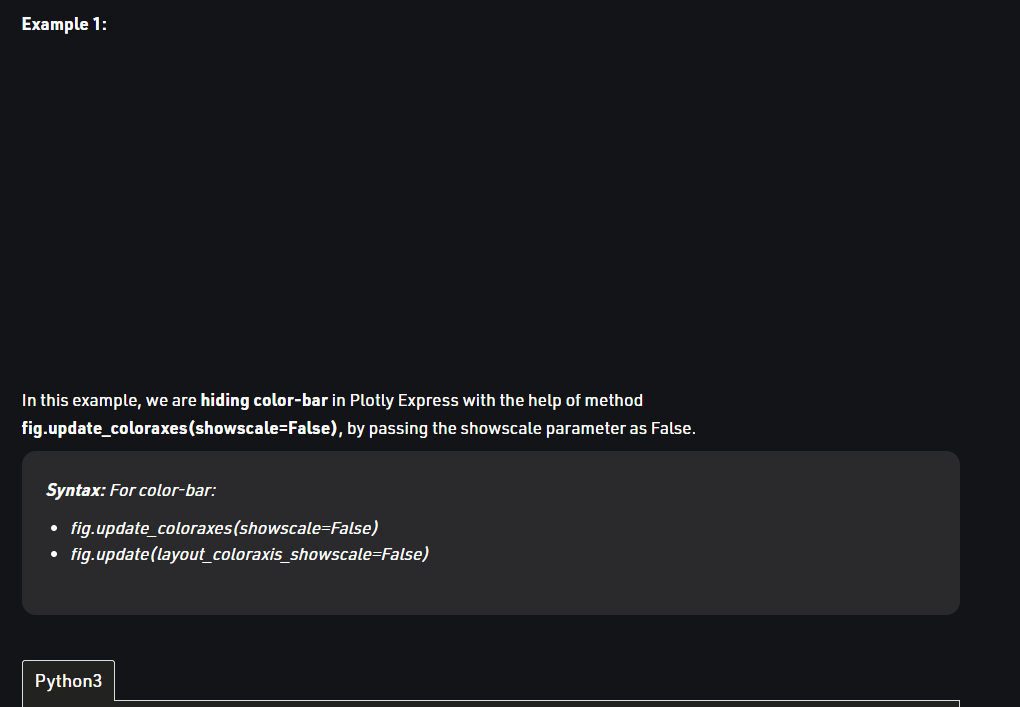 Example 1:
In this example, we are hiding color-bar in Plotly Express with the help of method
fig.update_coloraxes(showscale=False), by passing the showscale parameter as False.
Syntax: For color-bar:
• fig.update_coloraxes(showscale=False)
• fig.update(layout_coloraxis_showscale=False)
Python3